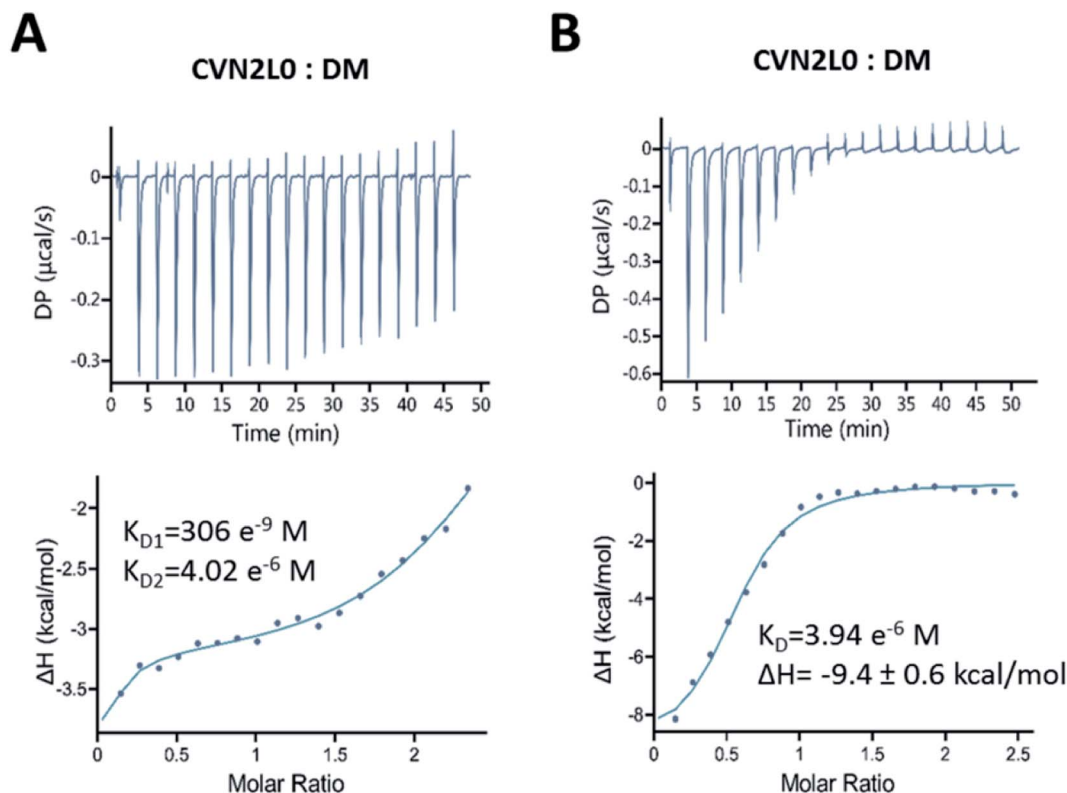 A
CVN2L0 : DM
DP (µcal/s)
0
-0.1
-0.2
-0.3
0 5 10 15 20 25 30 35 40 45 50
Time (min)
ΔH (kcal/mol)
-2
-2.5
-3
-3.5
K_D1=306 e^-9 M
K_D2=4.02 e^-6 M
0 0.5 1 1.5 2
Molar Ratio
B
CVN2L0 : DM
DP (µcal/s)
0
-0.1
-0.2
-0.3
-0.4
-0.5
-0.6
0 5 10 15 20 25 30 35 40 45 50
Time (min)
ΔH (kcal/mol)
0
-2
-4
-6
-8
K_D=3.94 e^-6 M
ΔH= -9.4 ± 0.6 kcal/mol
0 0.5 1 1.5 2 2.5
Molar Ratio